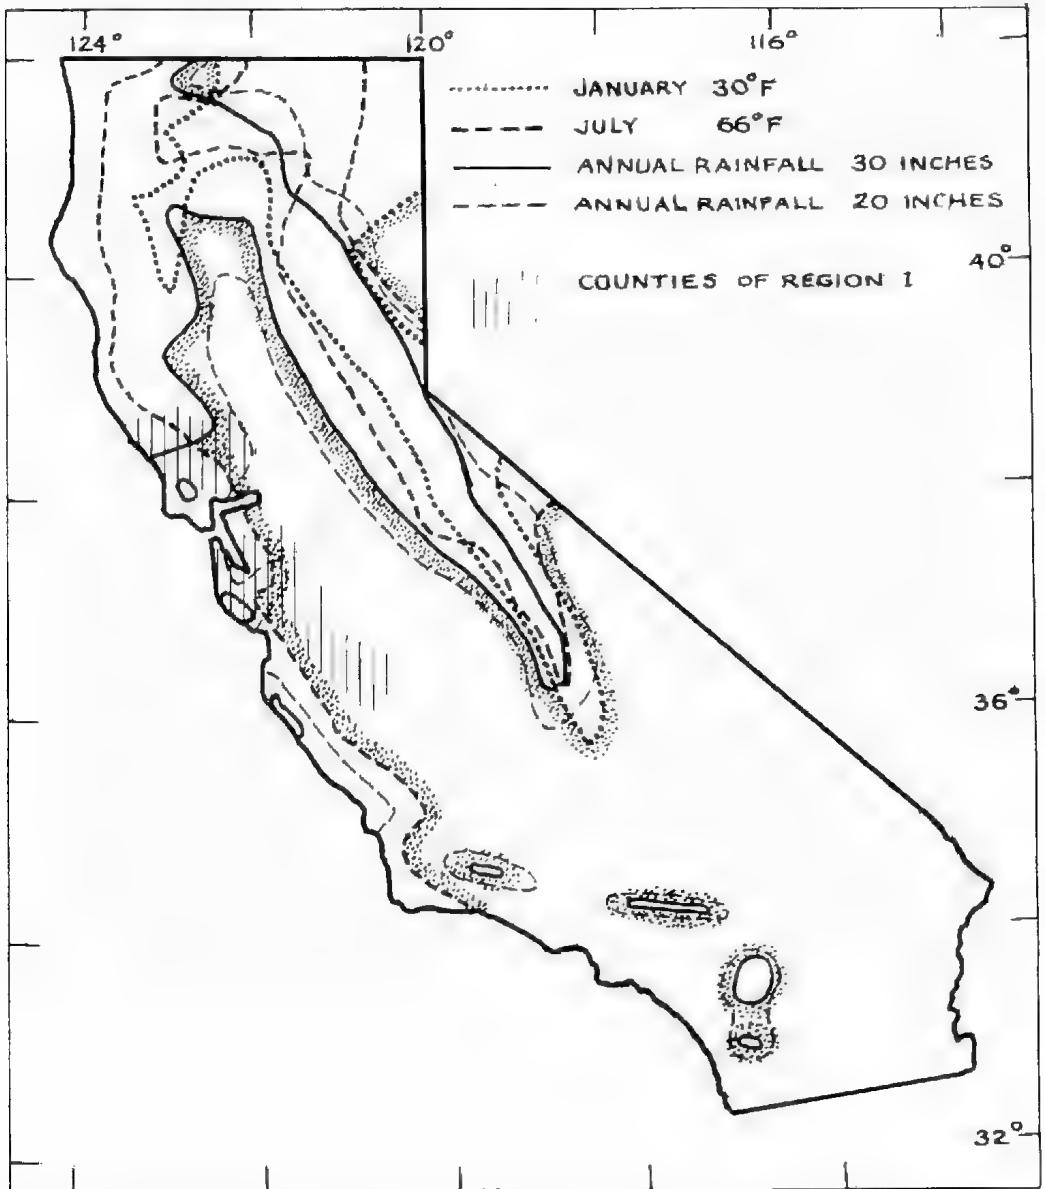 124° 120° 116°
JANUARY 30°F
JULY 66°F
ANNUAL RAINFALL 30 INCHES
ANNUAL RAINFALL 20 INCHES
40°
COUNTIES OF REGION I
36°
32°